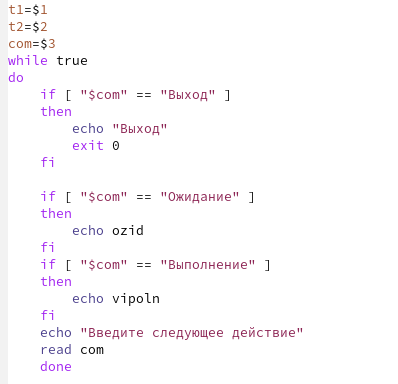 t1=$1
t2=$2
com=$3
while true
do
    if [ "$com" == "Выход" ]
    then
        echo "Выход"
        exit 0
    fi

    if [ "$com" == "Ожидание" ]
    then
        echo ozid
    fi
    if [ "$com" == "Выполнение" ]
    then
        echo vipoln
    fi
    echo "Введите следующее действие"
    read com
    done